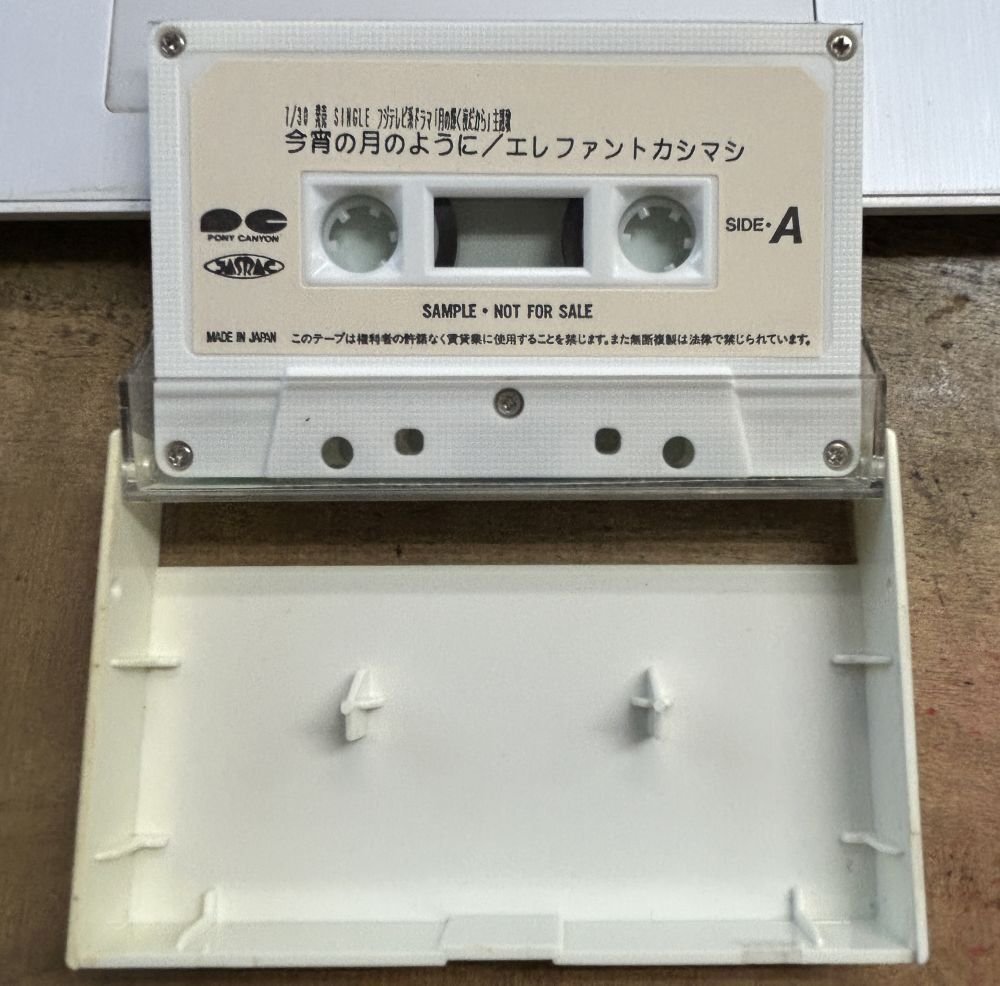 7/30 発売 SINGLE フジテレビ系ドラマ「月の輝く夜だから」主題歌
今宵の月のように／エレファントカシマシ
PONY CANYON
JASRAC
SIDE・A
SAMPLE・NOT FOR SALE
MADE IN JAPAN このテープは権利者の許諾なく賃貸業に使用することを禁じます。また無断複製は法律で禁じられています。